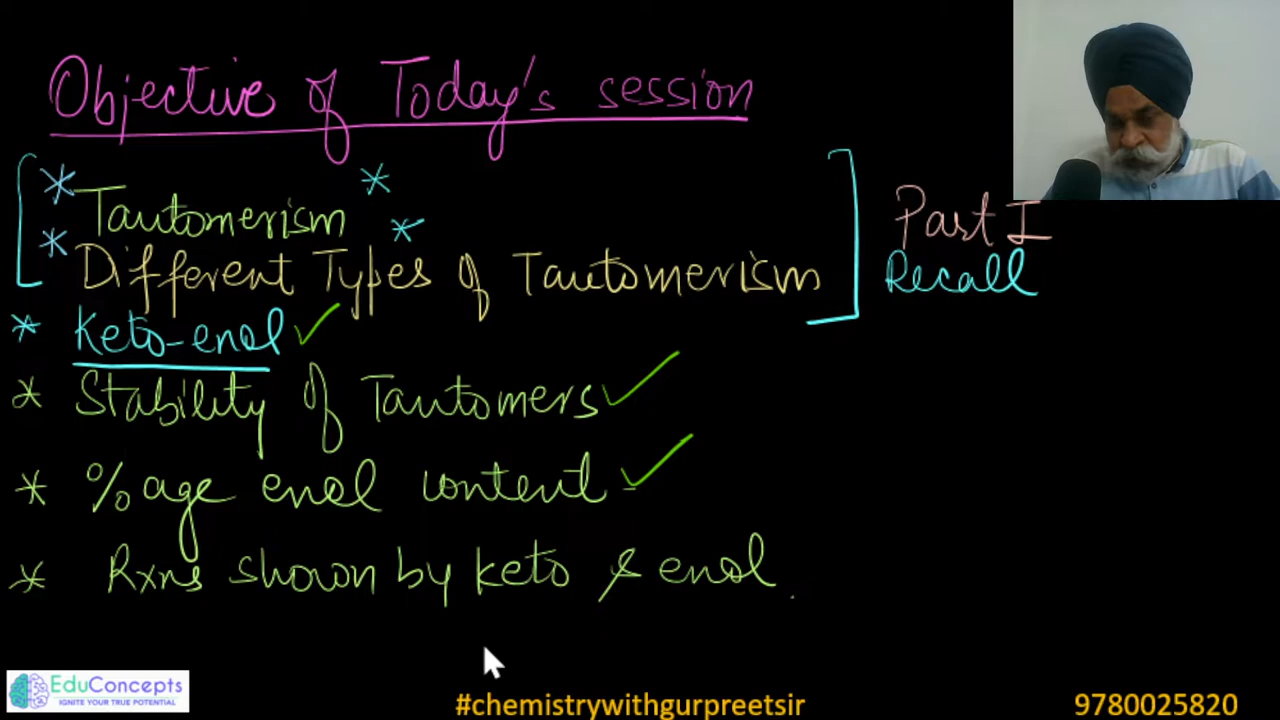 Objective of Today's session
* Tautomerism *
* Different Types of Tautomerism *
Part I
Recall
* Keto-enol ✓
* Stability of Tautomers ✓
* %age enol content ✓
* Rxns shown by keto & enol.
EduConcepts
IGNITE YOUR TRUE POTENTIAL
#chemistrywithgurpreetsir
9780025820